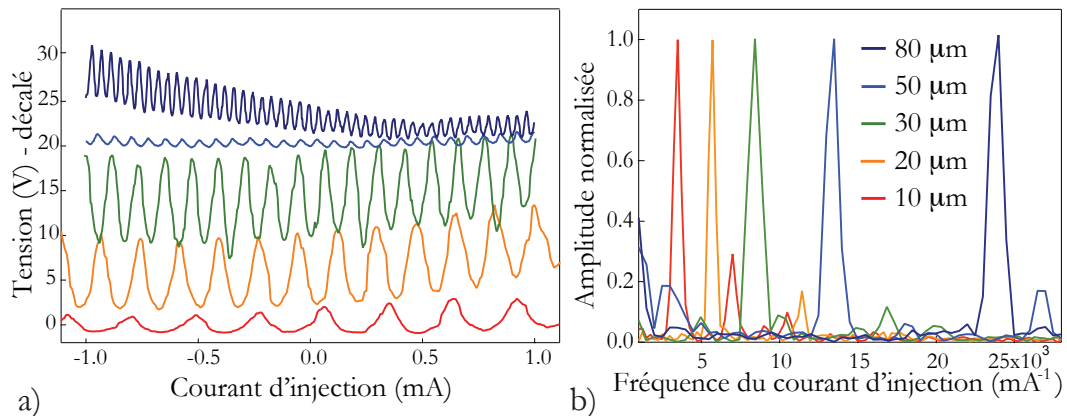 Tension (V) - décalé
30
25
20
15
10
5
0
-1.0 -0.5 0.0 0.5 1.0
Courant d'injection (mA)
a)
Amplitude normalisée
1.0
0.8
0.6
0.4
0.2
0.0
80 μm
50 μm
30 μm
20 μm
10 μm
5 10 15 20 25x10³
Fréquence du courant d'injection (mA⁻¹)
b)